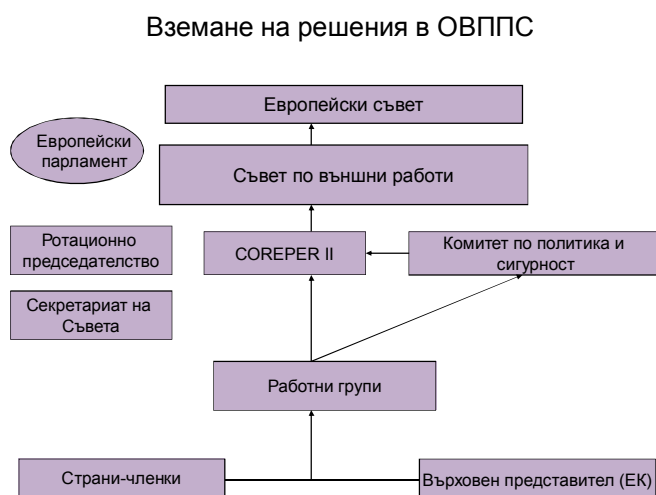 Вземане на решения в ОВППС
Европейски съвет
Европейски
парламент
Съвет по външни работи
Ротационно
председателство
COREPER II
Комитет по политика и
сигурност
Секретариат на
Съвета
Работни групи
Страни-членки
Върховен представител (ЕК)